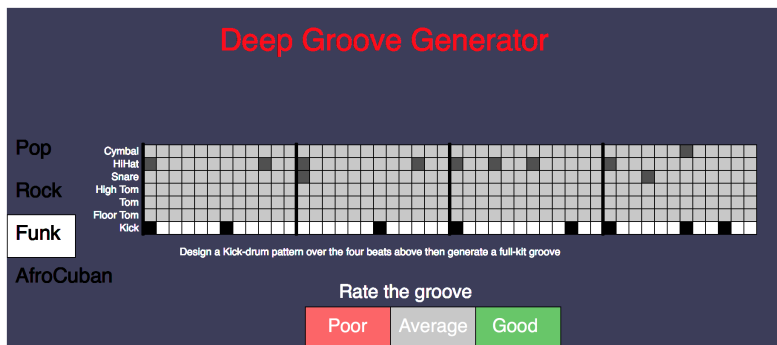 Deep Groove Generator
Pop
Rock
Funk
AfroCuban
Cymbal
HiHat
Snare
High Tom
Tom
Floor Tom
Kick
Design a Kick-drum pattern over the four beats above then generate a full-kit groove
Rate the groove
Poor Average Good